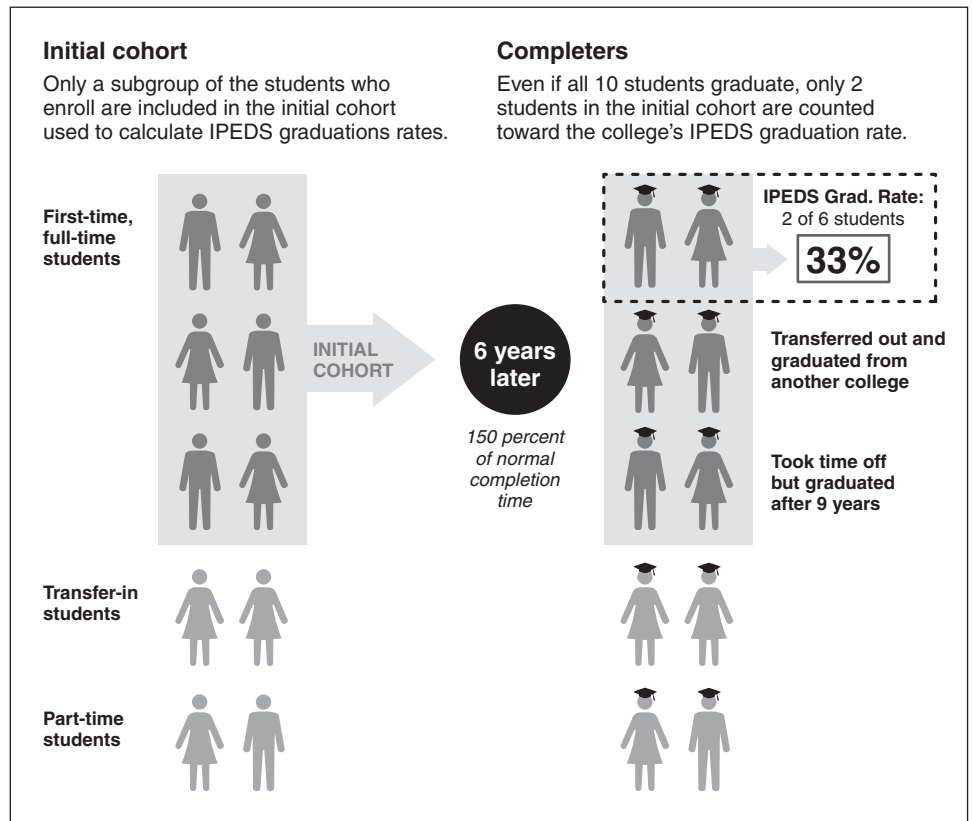 Initial cohort
Only a subgroup of the students who
enroll are included in the initial cohort
used to calculate IPEDS graduations rates.
Completers
Even if all 10 students graduate, only 2
students in the initial cohort are counted
toward the college's IPEDS graduation rate.
First-time,
full-time
students
INITIAL
COHORT
6 years
later
150 percent
of normal
completion
time
IPEDS Grad. Rate:
2 of 6 students
33%
Transferred out and
graduated from
another college
Took time off
but graduated
after 9 years
Transfer-in
students
Part-time
students